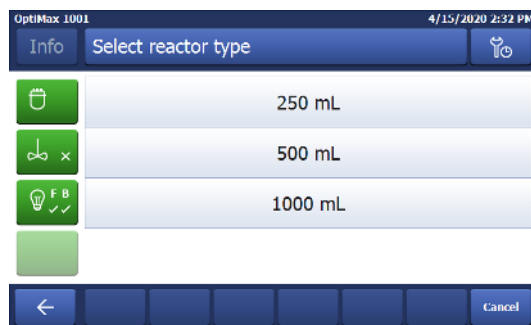 OptiMax 1001 4/15/2020 2:32 PM
Info Select reactor type
250 mL
× 500 mL
F B 1000 mL
Cancel